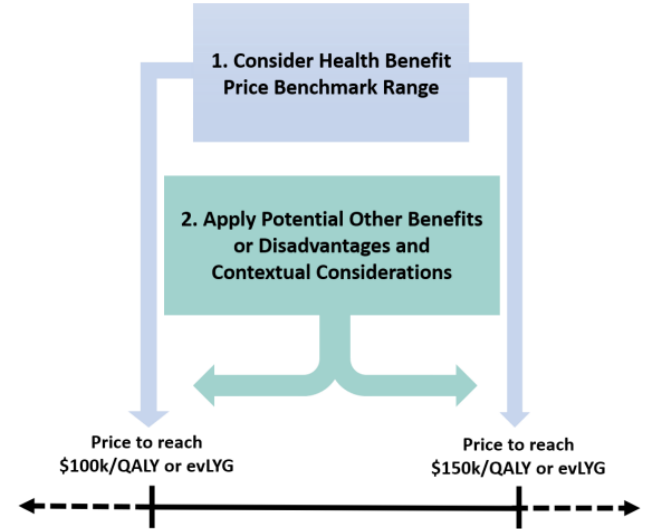 1. Consider Health Benefit
Price Benchmark Range
2. Apply Potential Other Benefits
or Disadvantages and
Contextual Considerations
Price to reach
$100k/QALY or evLYG
Price to reach
$150k/QALY or evLYG